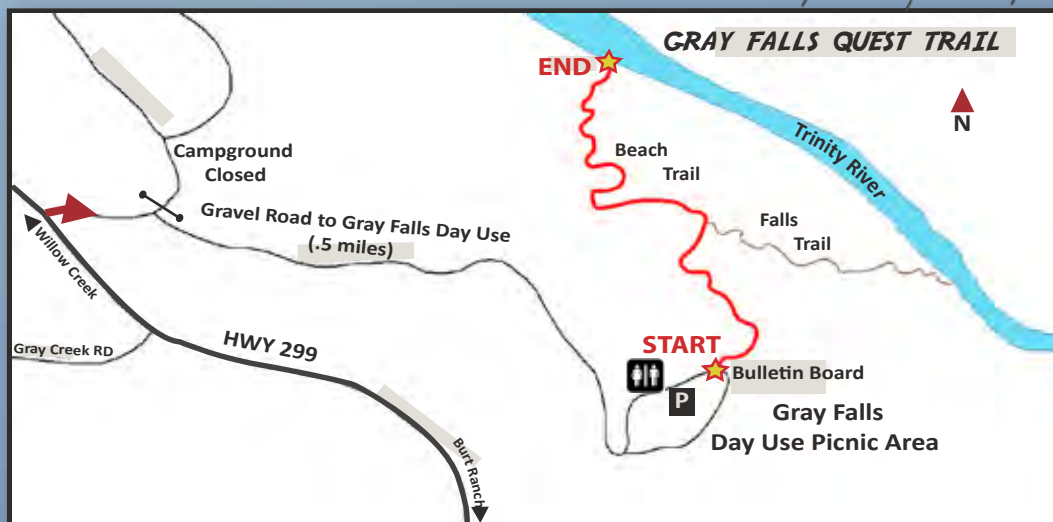 GRAY FALLS QUEST TRAIL
END
N
Trinity River
Beach
Trail
Campground
Closed
Gravel Road to Gray Falls Day Use
(.5 miles)
Falls
Trail
Willow Creek
HWY 299
START
Gray Creek RD
Bulletin Board
P
Gray Falls
Day Use Picnic Area
Burt Ranch